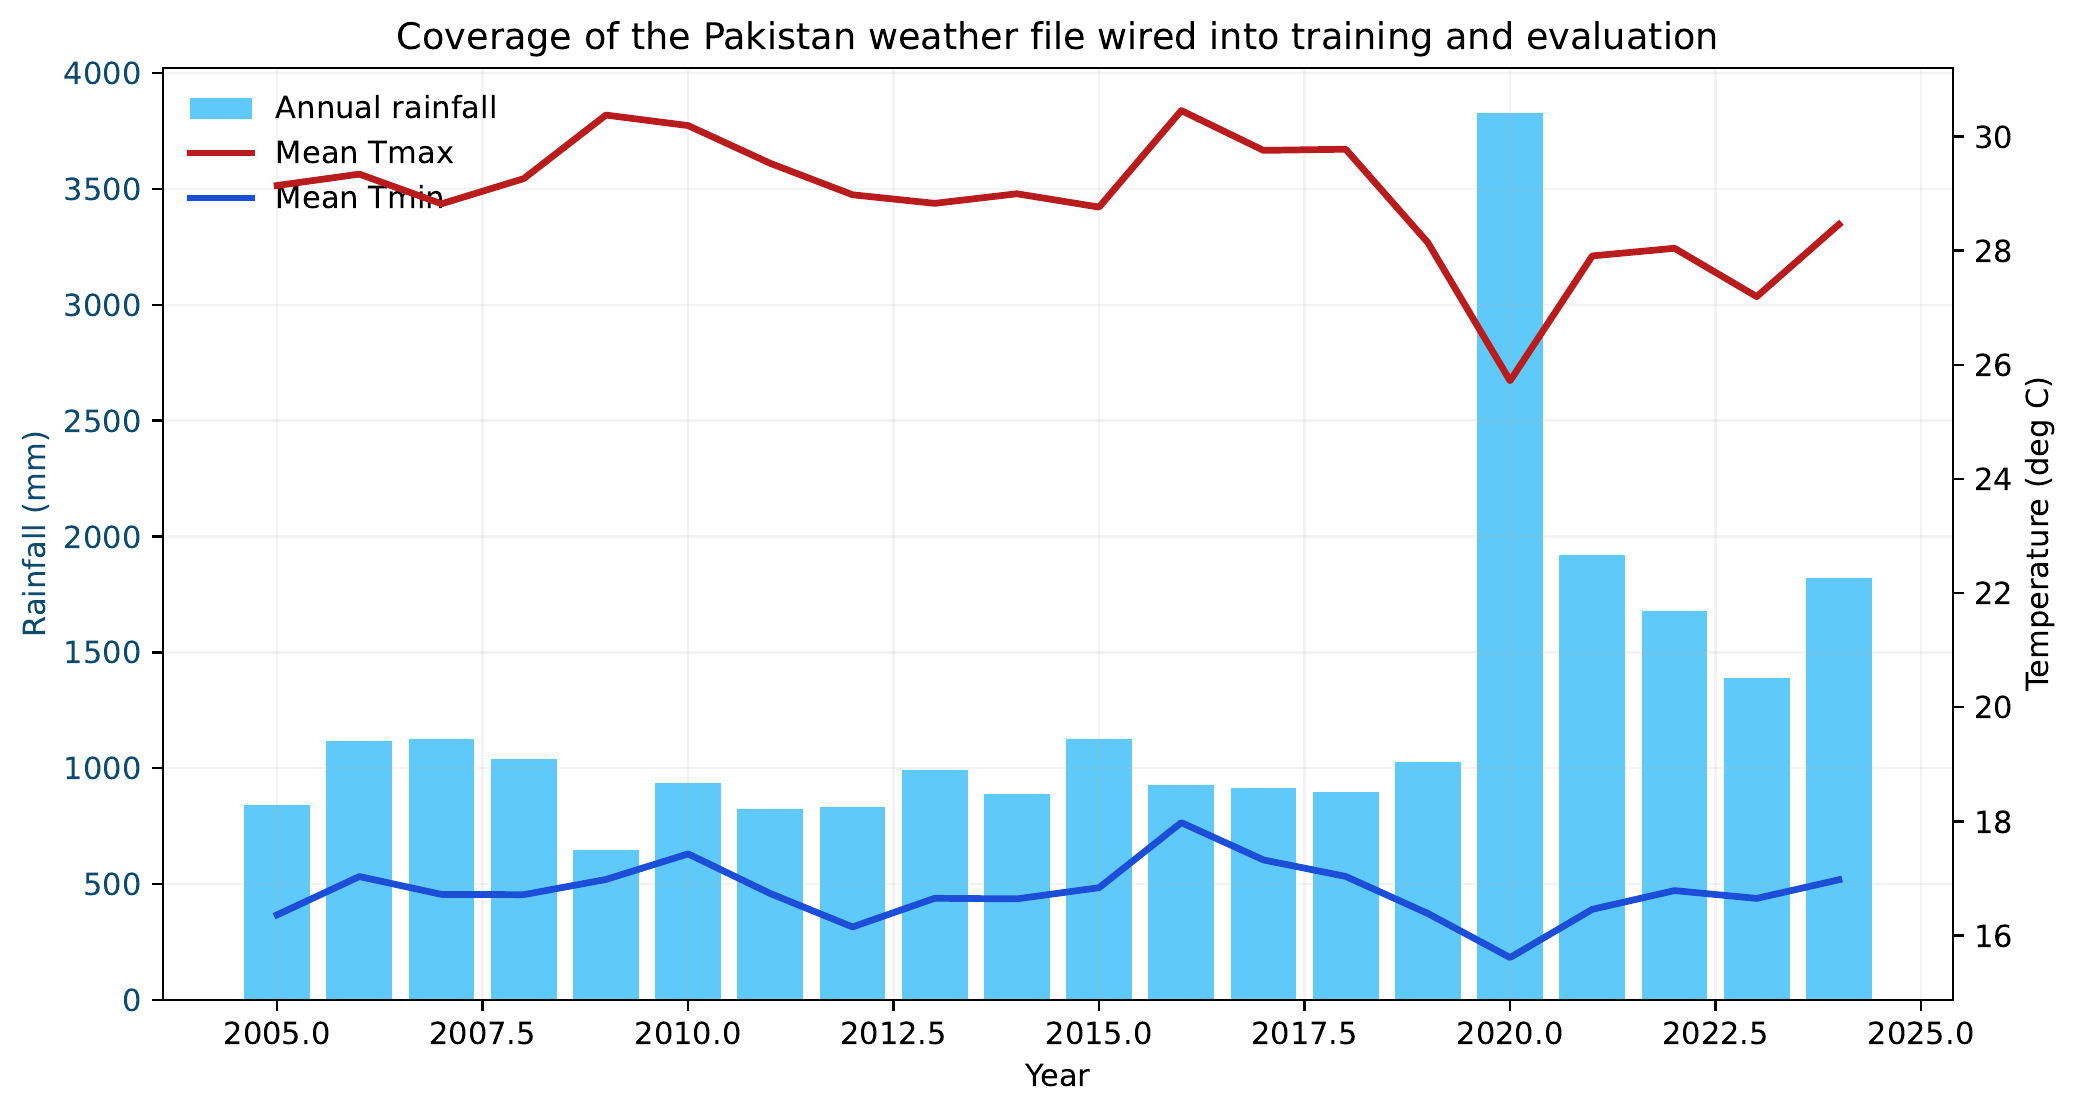 Coverage of the Pakistan weather file wired into training and evaluation
Annual rainfall
Mean Tmax
Mean Tmin
Rainfall (mm)
4000
3500
3000
2500
2000
1500
1000
500
0
Temperature (deg C)
30
28
26
24
22
20
18
16
2005.0 2007.5 2010.0 2012.5 2015.0 2017.5 2020.0 2022.5 2025.0
Year